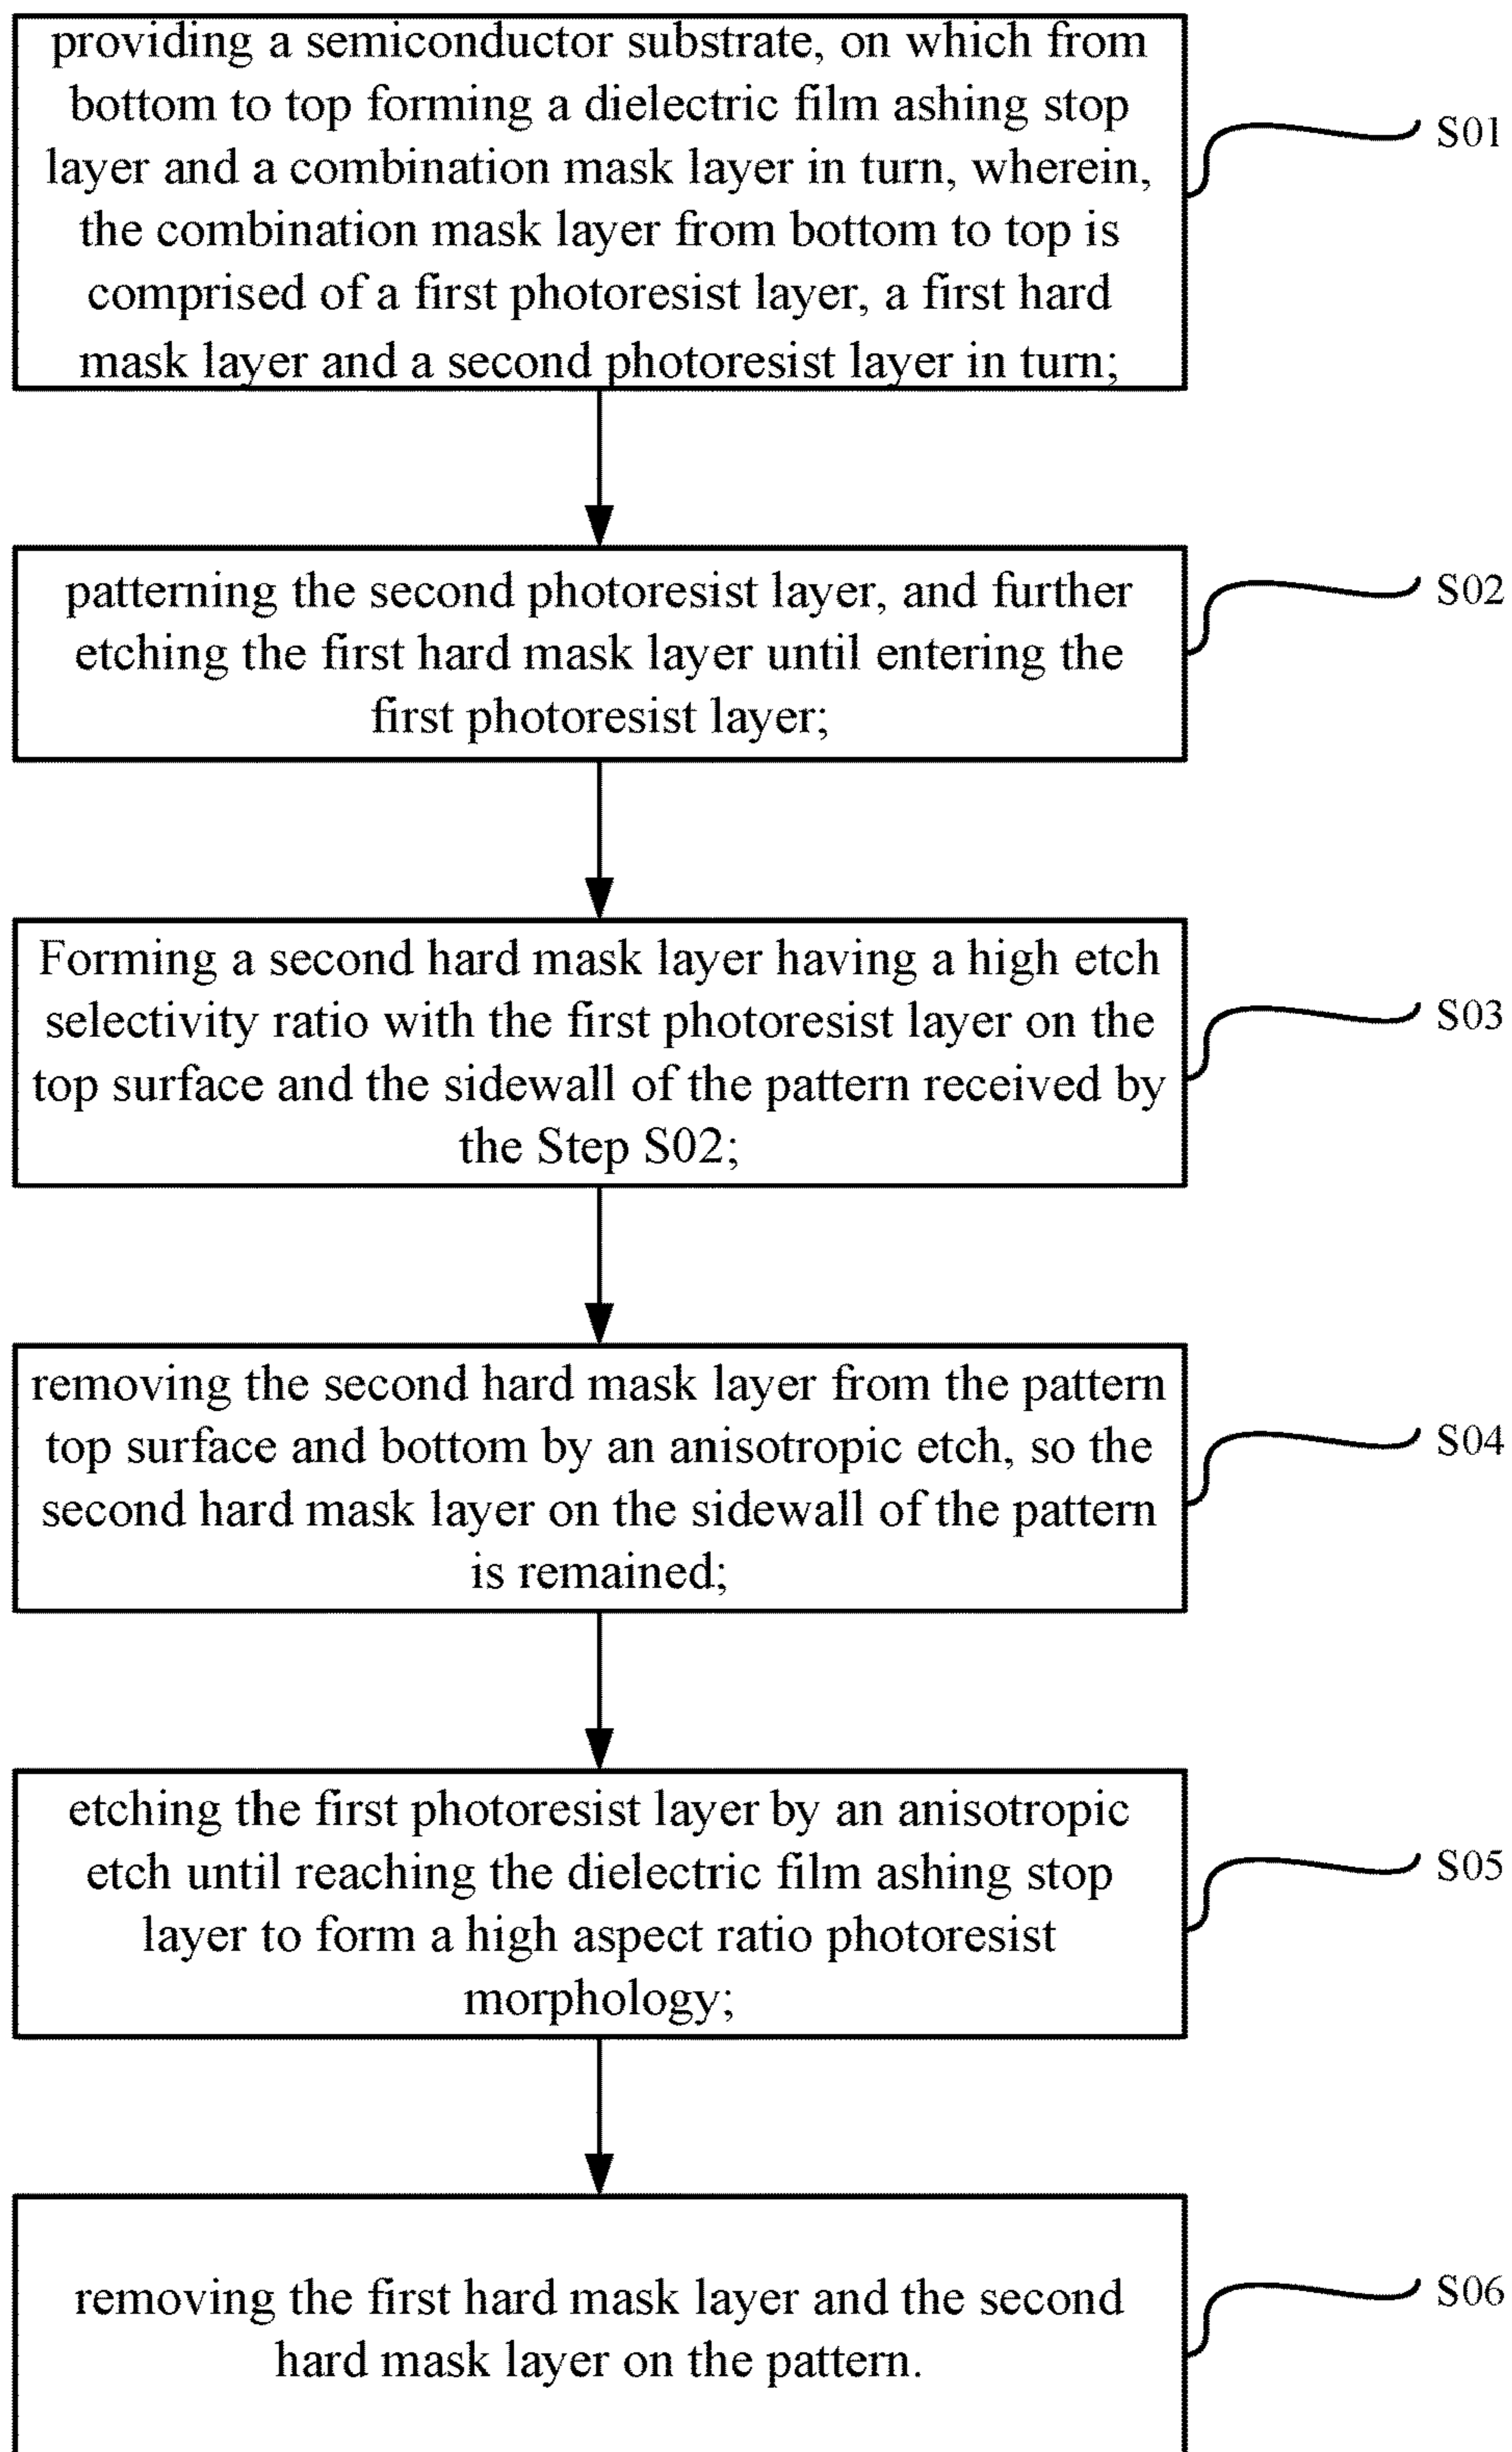 providing a semiconductor substrate, on which from
bottom to top forming a dielectric film ashing stop
layer and a combination mask layer in turn, wherein,
the combination mask layer from bottom to top is
comprised of a first photoresist layer, a first hard
mask layer and a second photoresist layer in turn;
S01
patterning the second photoresist layer, and further
etching the first hard mask layer until entering the
first photoresist layer;
S02
Forming a second hard mask layer having a high etch
selectivity ratio with the first photoresist layer on the
top surface and the sidewall of the pattern received by
the Step S02;
S03
removing the second hard mask layer from the pattern
top surface and bottom by an anisotropic etch, so the
second hard mask layer on the sidewall of the pattern
is remained;
S04
etching the first photoresist layer by an anisotropic
etch until reaching the dielectric film ashing stop
layer to form a high aspect ratio photoresist
morphology;
S05
removing the first hard mask layer and the second
hard mask layer on the pattern.
S06